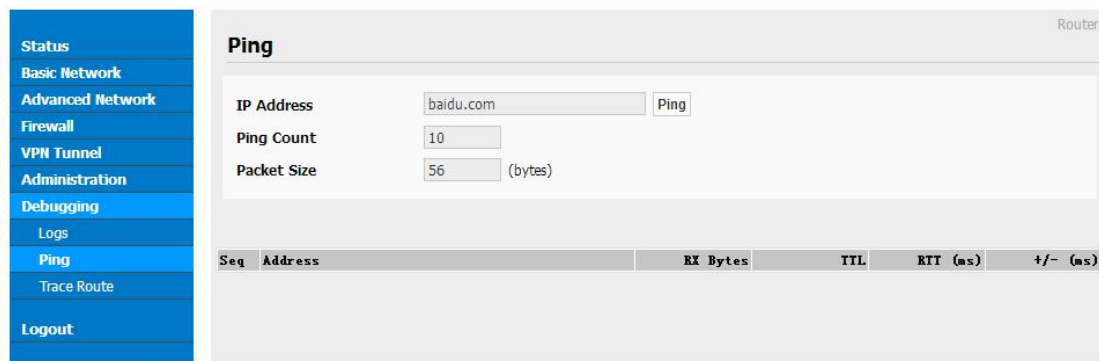 Router
Status
Basic Network
Advanced Network
Firewall
VPN Tunnel
Administration
Debugging
Logs
Ping
Trace Route
Logout
Ping
IP Address baidu.com Ping
Ping Count 10
Packet Size 56 (bytes)
Seq Address RX Bytes TTL RTT (ms) +/- (ms)